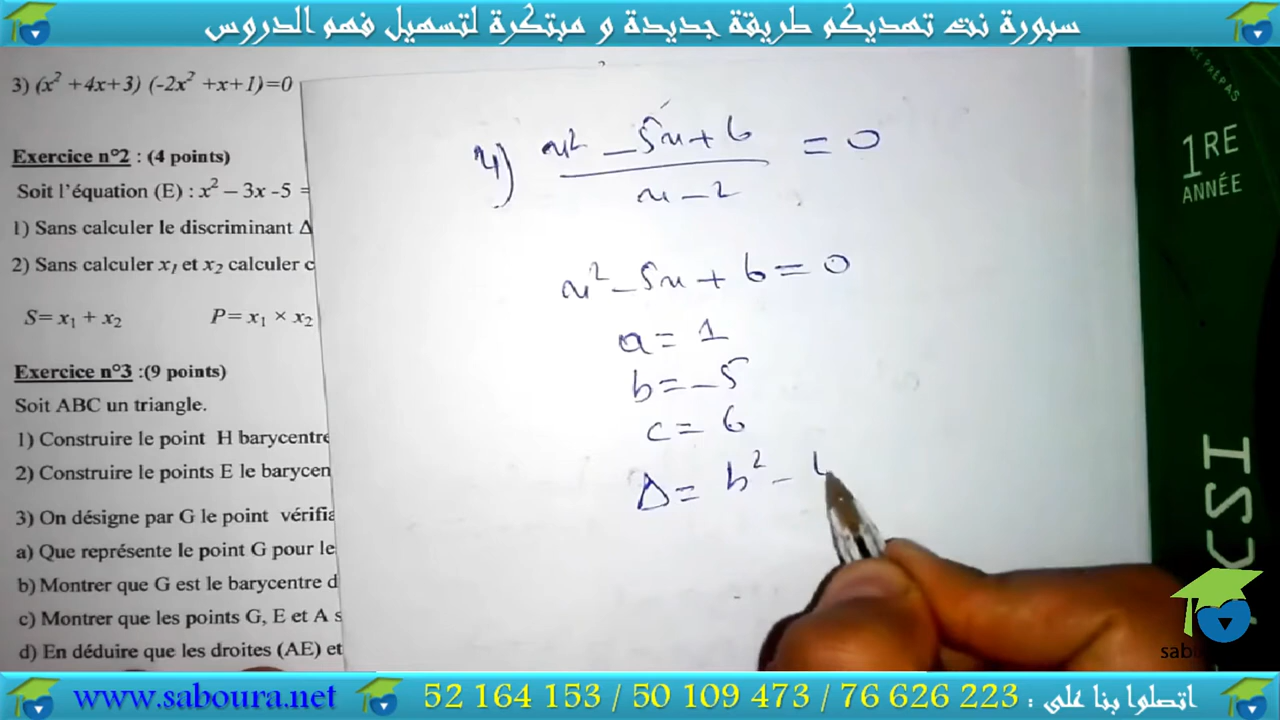 سبورة نت تهديكم طريقة جديدة و مبتكرة لتسهيل فهم الدروس
3) (x² +4x+3) (-2x² +x+1)=0
Exercice n°2 : (4 points)
Soit l'équation (E) : x² – 3x -5 =
1) Sans calculer le discriminant Δ
2) Sans calculer x₁ et x₂ calculer c
S= x₁ + x₂ P= x₁ × x₂
Exercice n°3 :(9 points)
Soit ABC un triangle.
1) Construire le point H barycentre
2) Construire les points E le barycen
3) On désigne par G le point vérifia
a) Que représente le point G pour le
b) Montrer que G est le barycentre d
c) Montrer que les points G, E et A s
d) En déduire que les droites (AE) et
4) x² - 5x + 6 = 0
x - 2
x² - 5x + 6 = 0
a = 1
b = -5
c = 6
Δ = b² -
PREPAS
1RE
ANNÉE
CSI
www.saboura.net
52 164 153 / 50 109 473 / 76 626 223 : اتصلوا بنا على